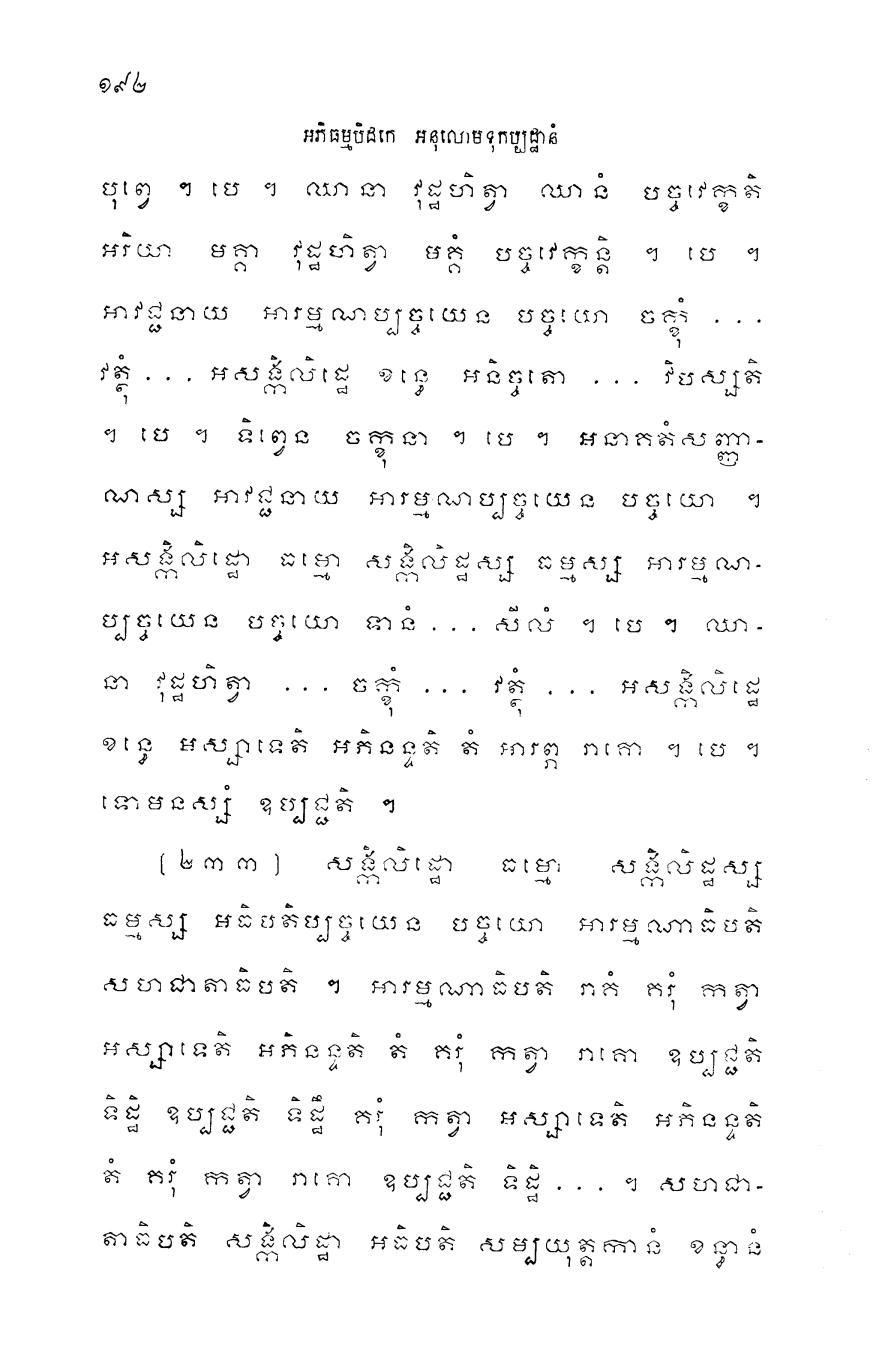 ១៩២
អភិធម្មបិដកេ អនុលោមទុកប្បដ្ឋានំ
បុព្វេ ។ បេ ។ ឈានា វុដ្ឋហិត្វា ឈានំ បច្ចវេក្ខតិ
អរិយា មគ្គា វុដ្ឋហិត្វា មគ្គំ បច្ចវេក្ខន្តិ ។ បេ ។
អាវជ្ជនាយ អារម្មណប្បច្ចយេន បច្ចយោ ចក្ខុំ ...
វត្ថុំ ... អសង្កិលិដ្ឋេ ខន្ធេ អនិច្ចតោ ... វិបស្សតិ
។ បេ ។ ទិព្វេន ចក្ខុនា ។ បេ ។ អនាគតំសញ្ញា-
ណស្ស អាវជ្ជនាយ អារម្មណប្បច្ចយេន បច្ចយោ ។
អសង្កិលិដ្ឋោ ធម្មោ សង្កិលិដ្ឋស្ស ធម្មស្ស អារម្មណ-
ប្បច្ចយេន បច្ចយោ ទានំ ... សីលំ ។ បេ ។ ឈា-
នា វុដ្ឋហិត្វា ... ចក្ខុំ ... វត្ថុំ ... អសង្កិលិដ្ឋេ
ខន្ធេ អស្សាទេតិ អភិនន្ទតិ តំ អារព្ភ រាគោ ។ បេ ។
ទោមនស្សំ ឧប្បជ្ជតិ ។
[២៣៣] សង្កិលិដ្ឋោ ធម្មោ សង្កិលិដ្ឋស្ស
ធម្មស្ស អធិបតិប្បច្ចយេន បច្ចយោ អារម្មណាធិបតិ
សហជាតាធិបតិ ។ អារម្មណាធិបតិ រាគំ គរុំ កត្វា
អស្សាទេតិ អភិនន្ទតិ តំ គរុំ កត្វា រាគោ ឧប្បជ្ជតិ
ទិដ្ឋិ ឧប្បជ្ជតិ ទិដ្ឋឹ គរុំ កត្វា អស្សាទេតិ អភិនន្ទតិ
តំ គរុំ កត្វា រាគោ ឧប្បជ្ជតិ ទិដ្ឋិ ... ។ សហជា-
តាធិបតិ សង្កិលិដ្ឋា អធិបតិ សម្បយុត្តកានំ ខន្ធានំ